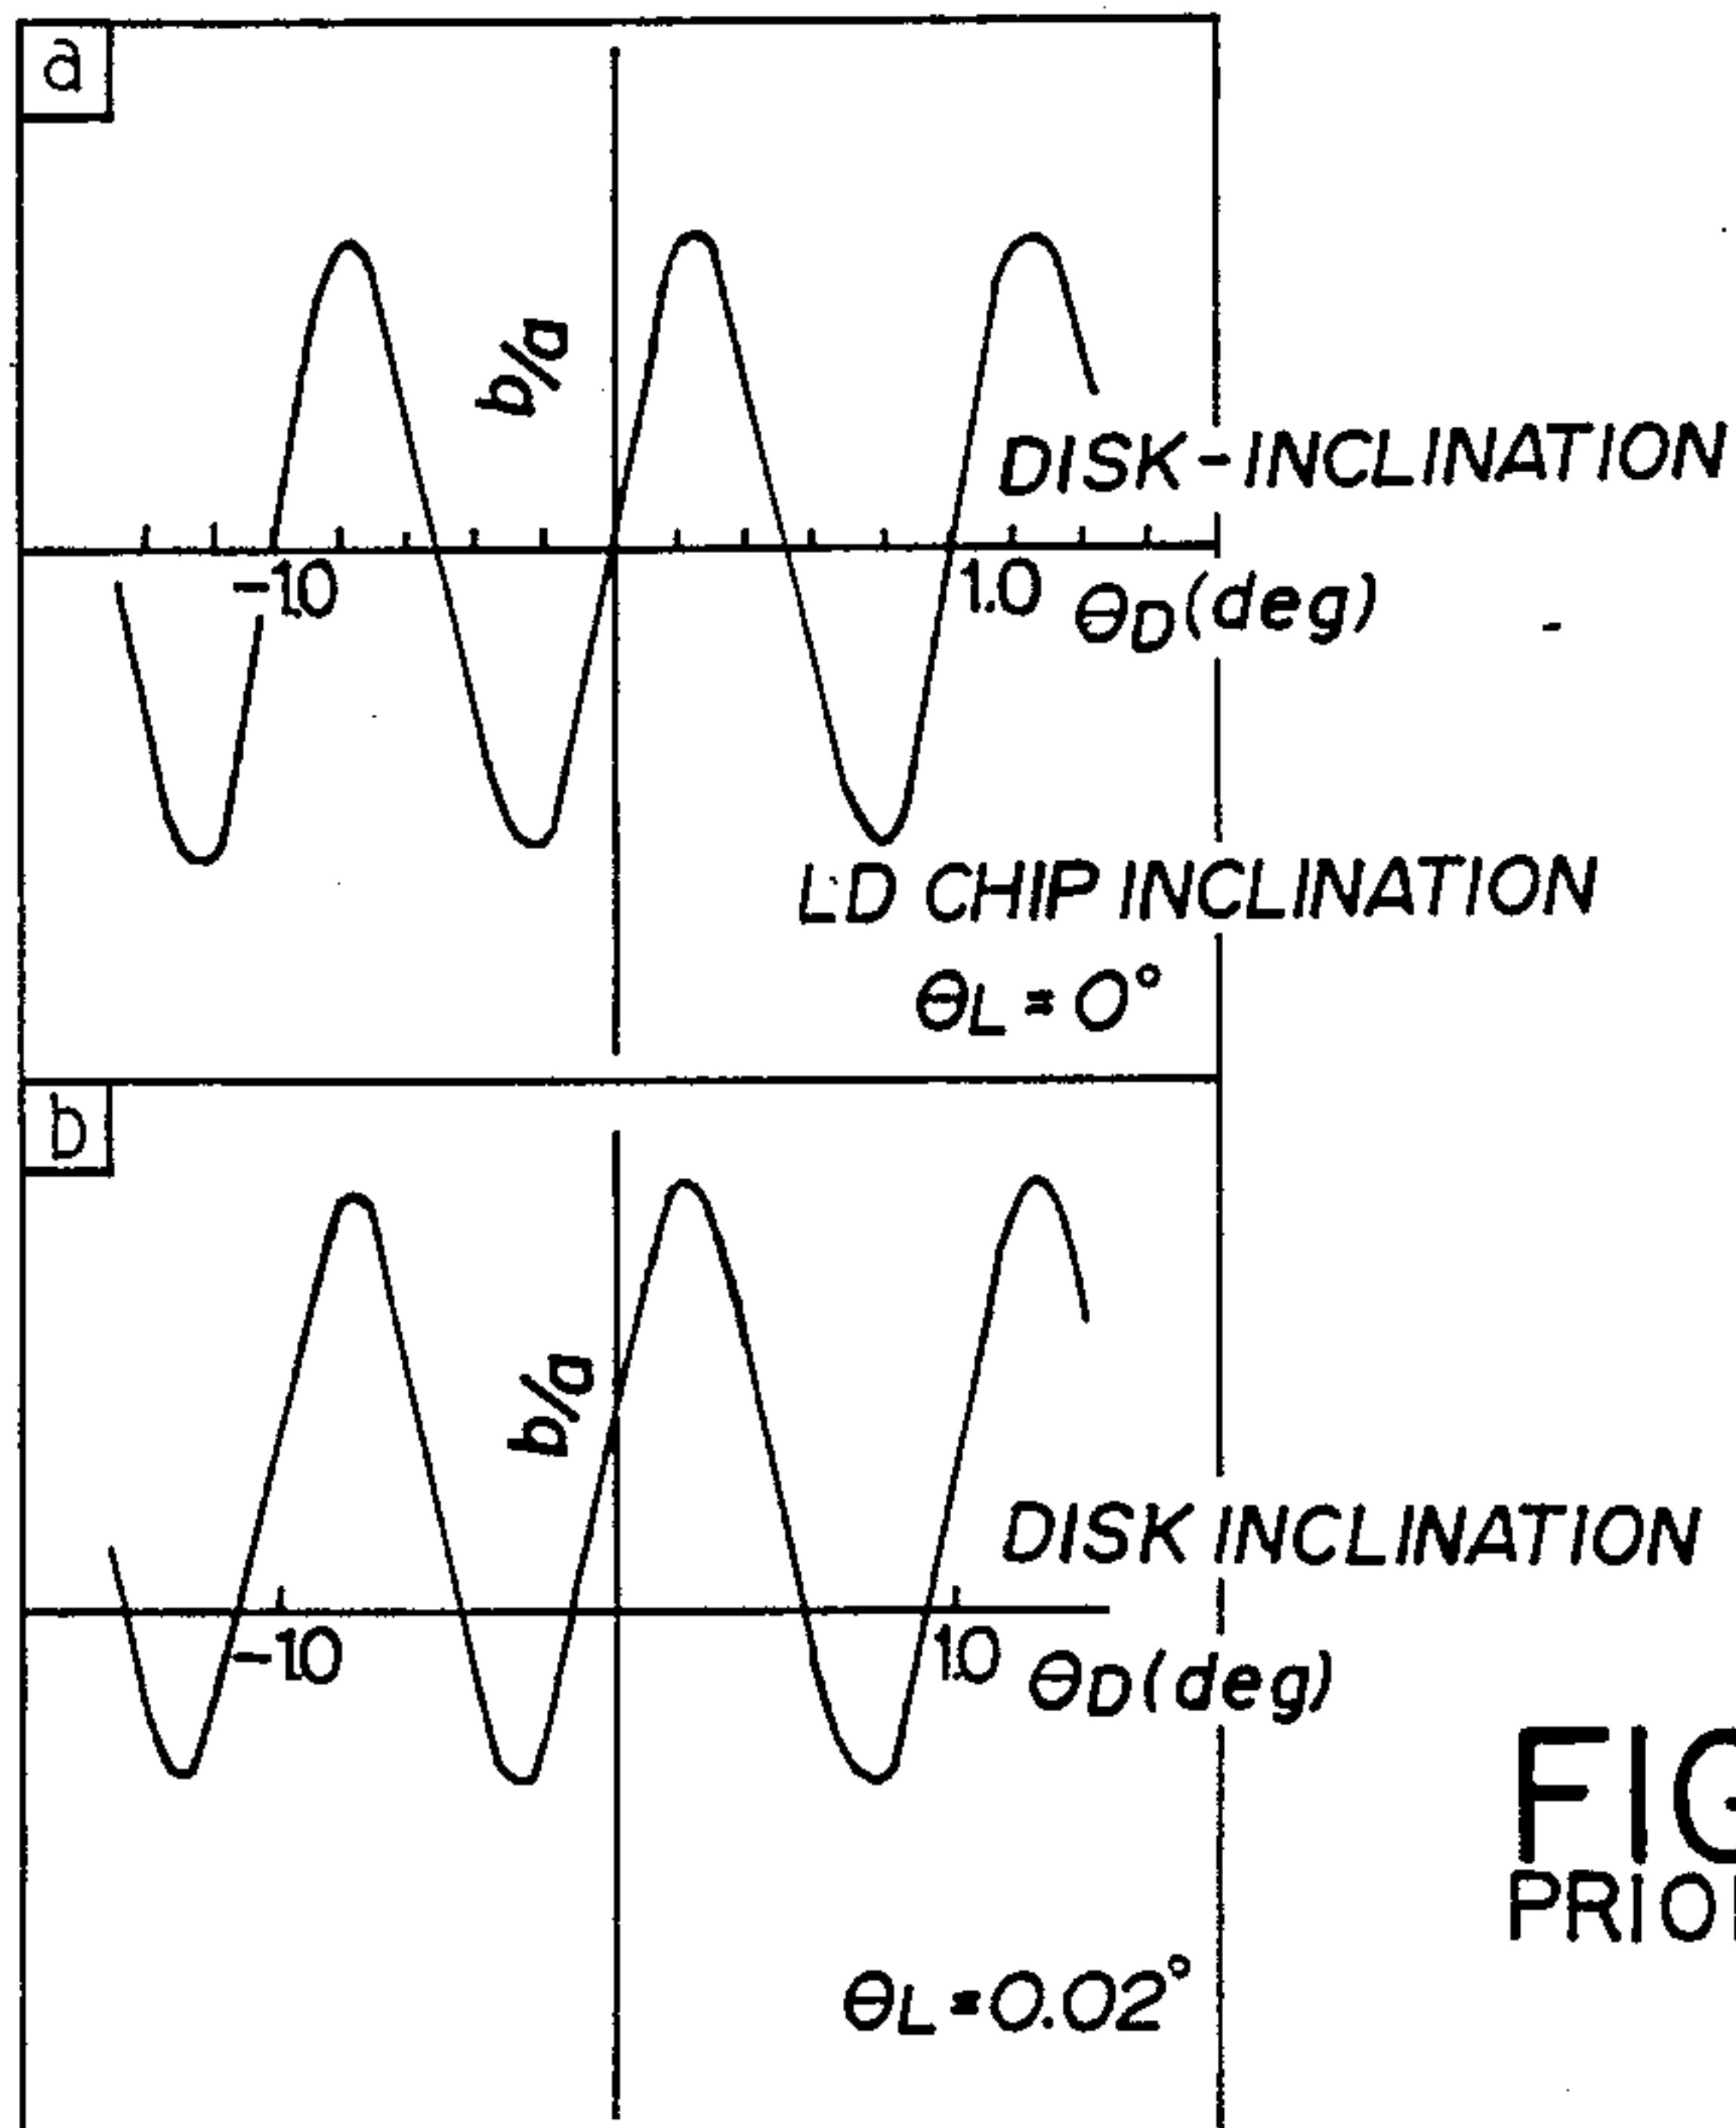 a
b/a
DISK-INCLINATION
-1.0
1.0
ΘD(deg)
LD CHIP INCLINATION
ΘL=0°
b
b/a
DISK INCLINATION
-1.0
1.0
ΘD(deg)
ΘL=0.02°